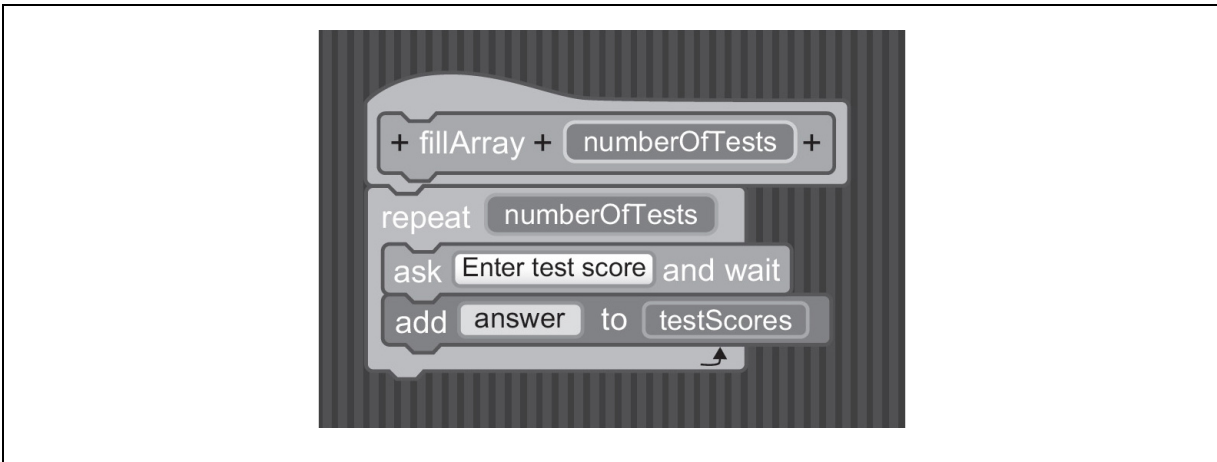 + fillArray + numberOfTests +
repeat numberOfTests
ask Enter test score and wait
add answer to testScores